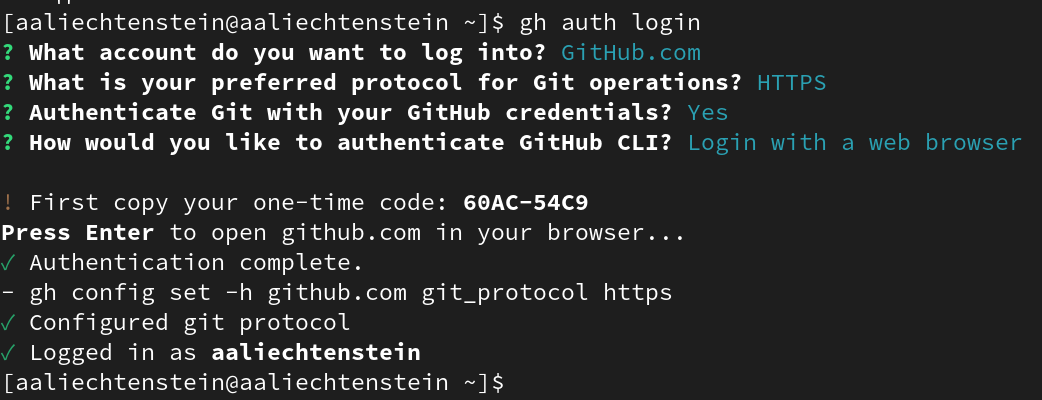 [aaliechtenstein@aaliechtenstein ~]$ gh auth login
? What account do you want to log into? GitHub.com
? What is your preferred protocol for Git operations? HTTPS
? Authenticate Git with your GitHub credentials? Yes
? How would you like to authenticate GitHub CLI? Login with a web browser
! First copy your one-time code: 60AC-54C9
Press Enter to open github.com in your browser...
✓ Authentication complete.
- gh config set -h github.com git_protocol https
✓ Configured git protocol
✓ Logged in as aaliechtenstein
[aaliechtenstein@aaliechtenstein ~]$